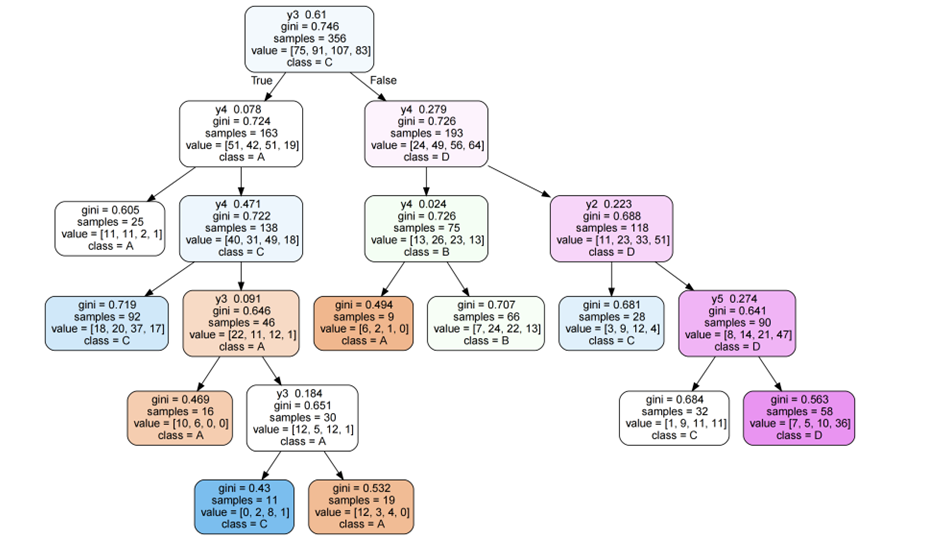 y3 0.61
gini = 0.746
samples = 356
value = [75, 91, 107, 83]
class = C
True
False
y4 0.078
gini = 0.724
samples = 163
value = [51, 42, 51, 19]
class = A
y4 0.279
gini = 0.726
samples = 193
value = [24, 49, 56, 64]
class = D
gini = 0.605
samples = 25
value = [11, 11, 2, 1]
class = A
y4 0.471
gini = 0.722
samples = 138
value = [40, 31, 49, 18]
class = C
y4 0.024
gini = 0.726
samples = 75
value = [13, 26, 23, 13]
class = B
y2 0.223
gini = 0.688
samples = 118
value = [11, 23, 33, 51]
class = D
gini = 0.719
samples = 92
value = [18, 20, 37, 17]
class = C
y3 0.091
gini = 0.646
samples = 46
value = [22, 11, 12, 1]
class = A
gini = 0.494
samples = 9
value = [6, 2, 1, 0]
class = A
gini = 0.707
samples = 66
value = [7, 24, 22, 13]
class = B
gini = 0.681
samples = 28
value = [3, 9, 12, 4]
class = C
y5 0.274
gini = 0.641
samples = 90
value = [8, 14, 21, 47]
class = D
gini = 0.469
samples = 16
value = [10, 6, 0, 0]
class = A
y3 0.184
gini = 0.651
samples = 30
value = [12, 5, 12, 1]
class = A
gini = 0.684
samples = 32
value = [1, 9, 11, 11]
class = C
gini = 0.563
samples = 58
value = [7, 5, 10, 36]
class = D
gini = 0.43
samples = 11
value = [0, 2, 8, 1]
class = C
gini = 0.532
samples = 19
value = [12, 3, 4, 0]
class = A